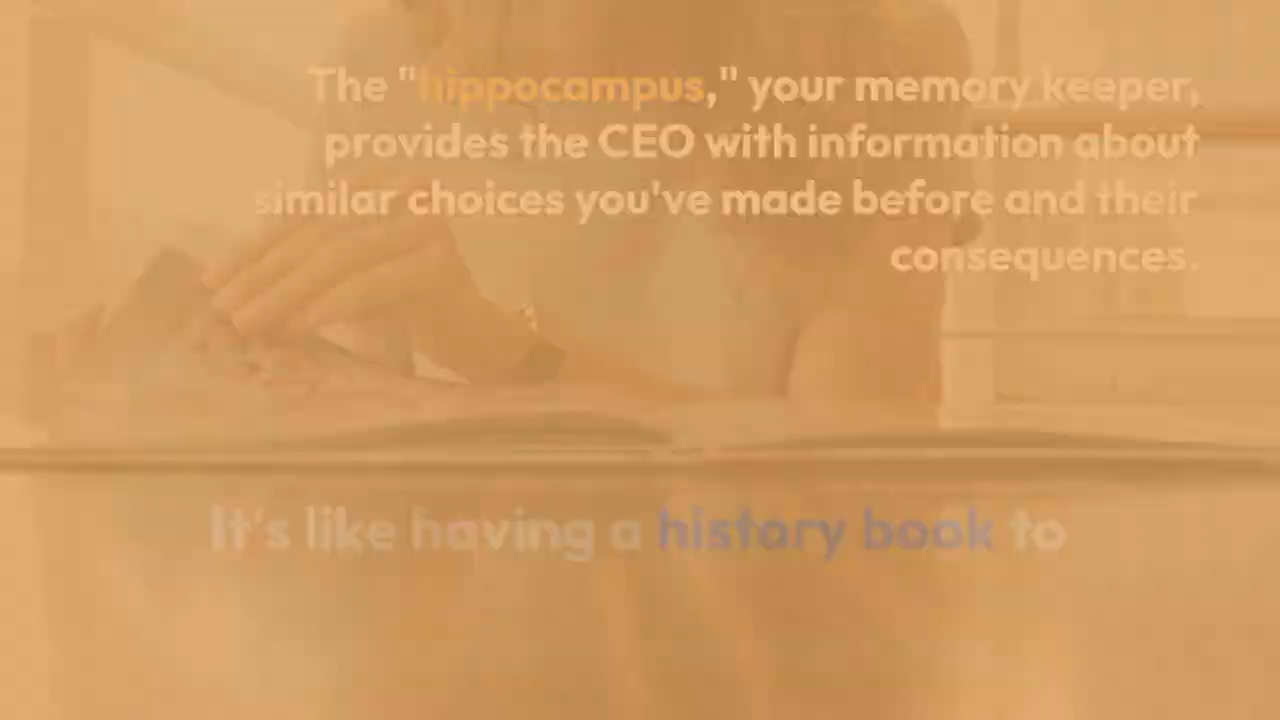 The "hippocampus," your memory keeper,
provides the CEO with information about
similar choices you've made before and their
consequences.
It's like having a history book to